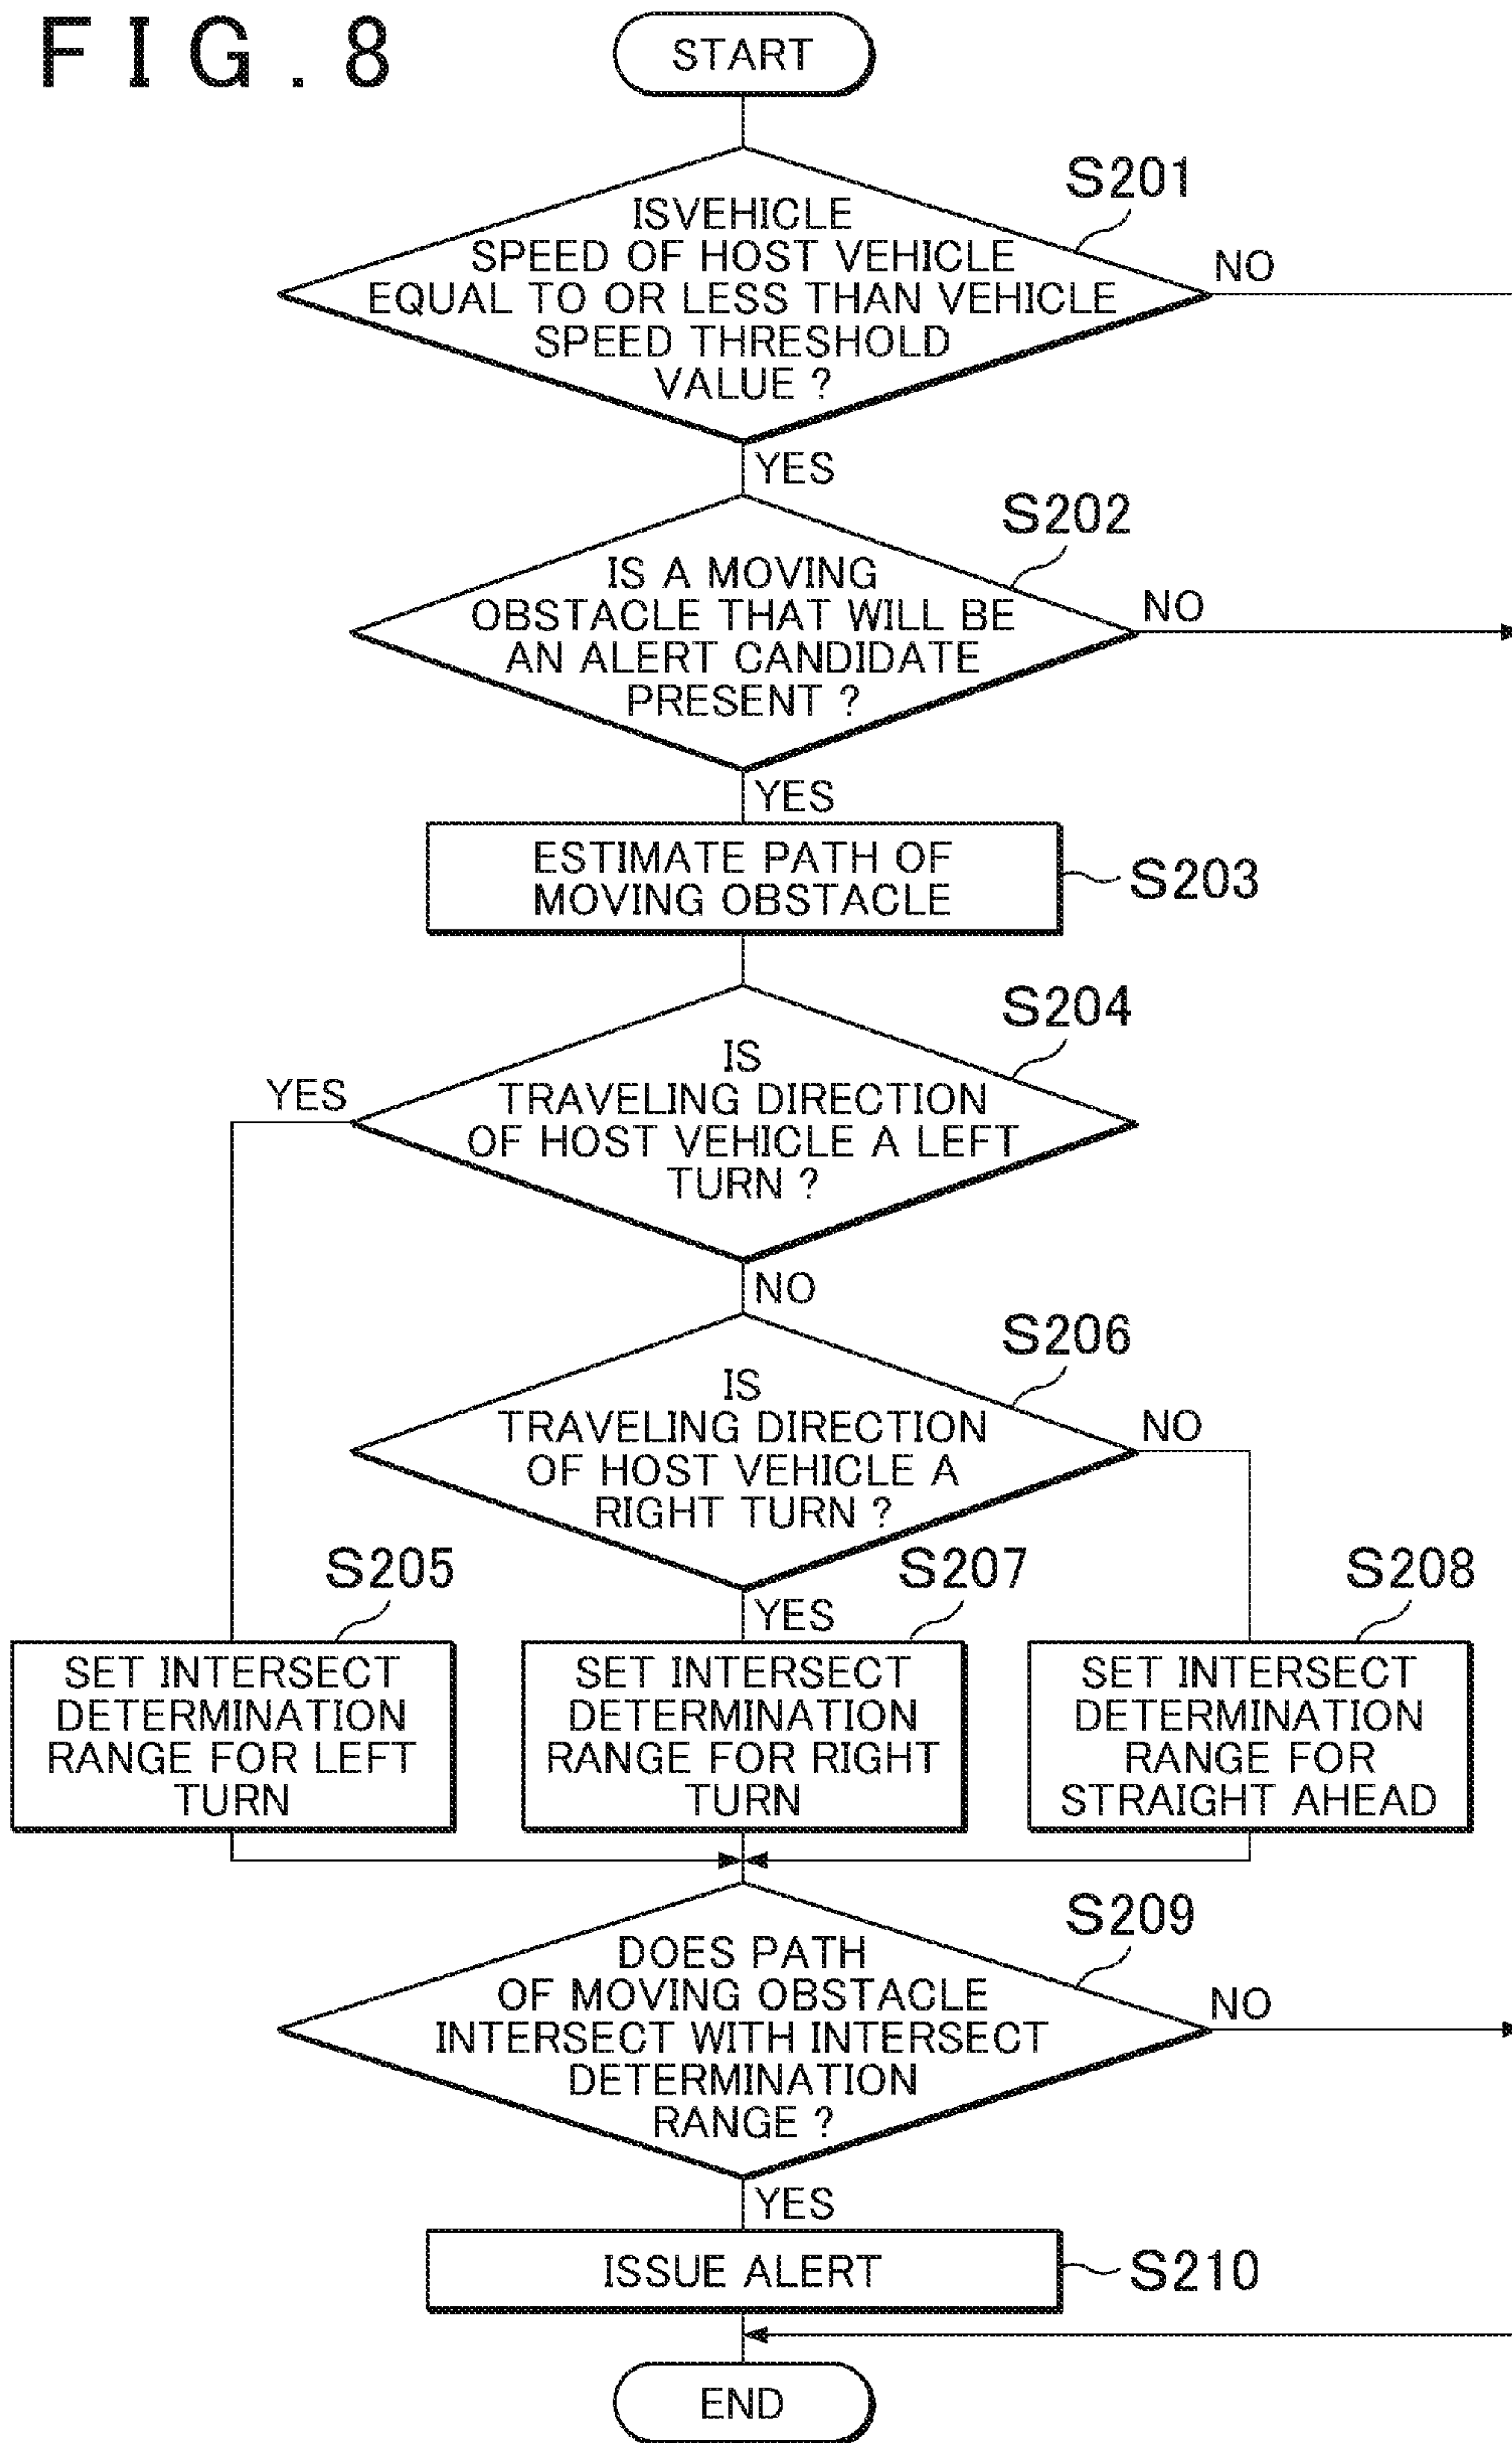 FIG.8
START
S201
ISVEHICLE
SPEED OF HOST VEHICLE
EQUAL TO OR LESS THAN VEHICLE
SPEED THRESHOLD
VALUE ?
NO
YES
S202
IS A MOVING
OBSTACLE THAT WILL BE
AN ALERT CANDIDATE
PRESENT ?
NO
YES
ESTIMATE PATH OF
MOVING OBSTACLE
S203
S204
IS
TRAVELING DIRECTION
OF HOST VEHICLE A LEFT
TURN ?
YES
NO
S206
IS
TRAVELING DIRECTION
OF HOST VEHICLE A
RIGHT TURN ?
NO
YES
S205
SET INTERSECT
DETERMINATION
RANGE FOR LEFT
TURN
S207
SET INTERSECT
DETERMINATION
RANGE FOR RIGHT
TURN
S208
SET INTERSECT
DETERMINATION
RANGE FOR
STRAIGHT AHEAD
S209
DOES PATH
OF MOVING OBSTACLE
INTERSECT WITH INTERSECT
DETERMINATION
RANGE ?
NO
YES
ISSUE ALERT
S210
END